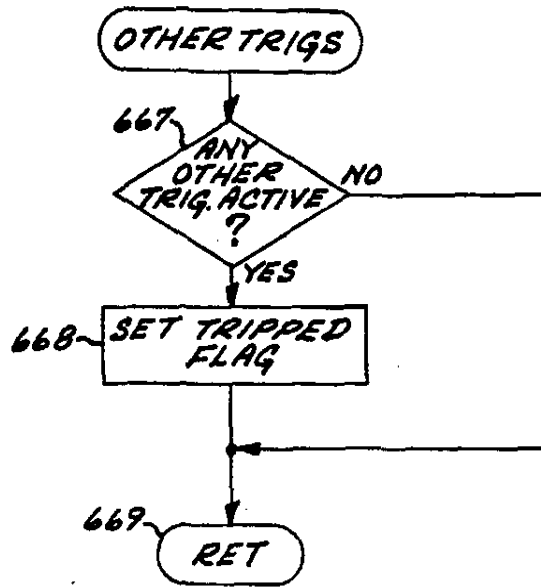 OTHER TRIGS
667
ANY
OTHER
TRIG. ACTIVE
?
NO
YES
668
SET TRIPPED
FLAG
669
RET